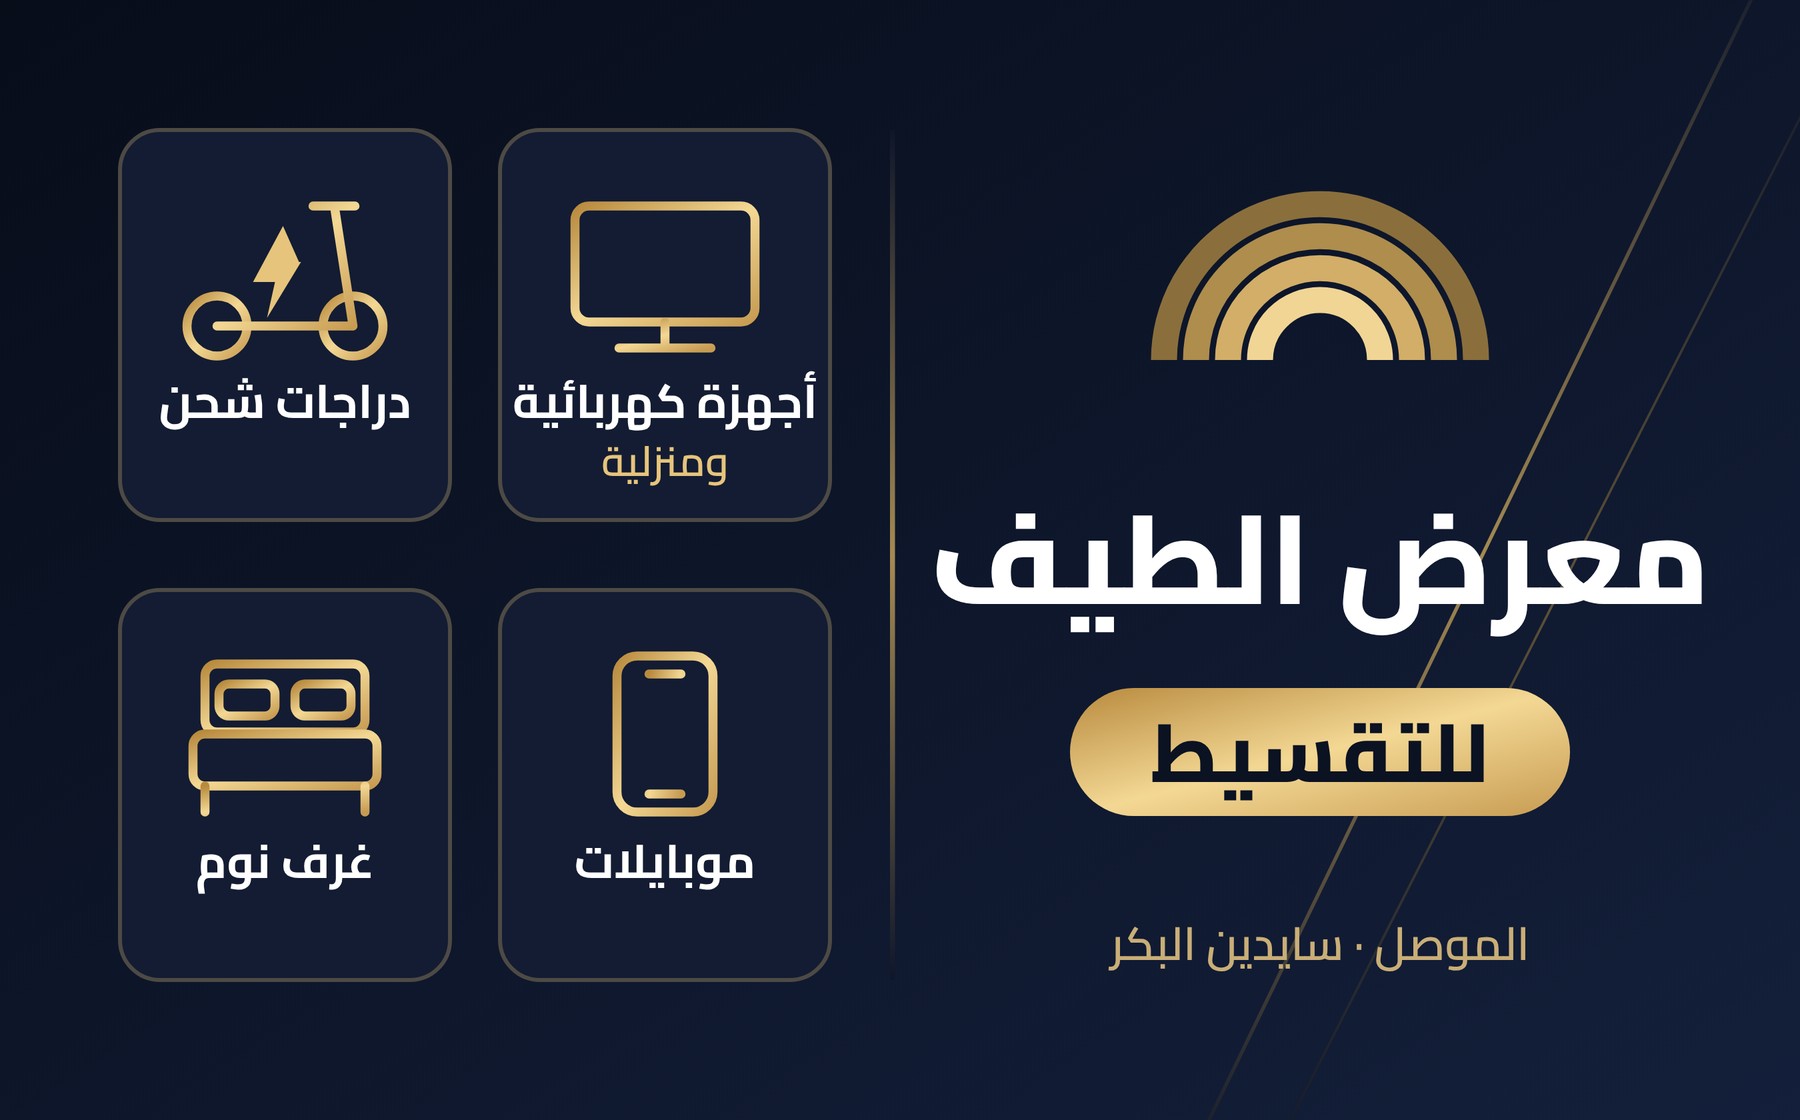 معرض الطيف
للتقسيط
الموصل · سايدين البكر
أجهزة كهربائية
ومنزلية
دراجات شحن
موبايلات
غرف نوم